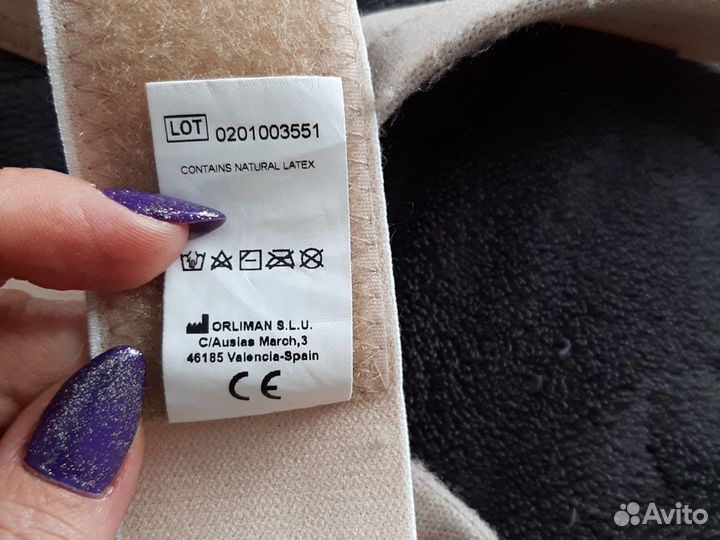 LOT 0201003551
CONTAINS NATURAL LATEX
ORLIMAN S.L.U.
C/Ausias March,3
46185 Valencia-Spain
CE
Avito